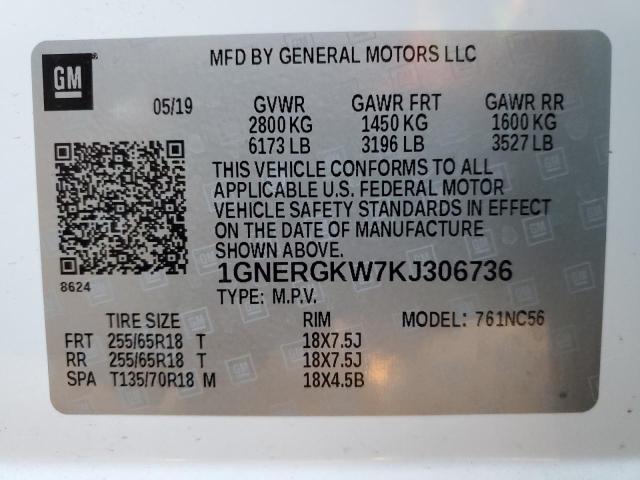 GM
MFD BY GENERAL MOTORS LLC
05/19 GVWR GAWR FRT GAWR RR
2800 KG 1450 KG 1600 KG
6173 LB 3196 LB 3527 LB
THIS VEHICLE CONFORMS TO ALL
APPLICABLE U.S. FEDERAL MOTOR
VEHICLE SAFETY STANDARDS IN EFFECT
ON THE DATE OF MANUFACTURE
SHOWN ABOVE.
8624
1GNERGKW7KJ306736
TYPE: M.P.V.
TIRE SIZE RIM MODEL: 761NC56
FRT 255/65R18 T 18X7.5J
RR 255/65R18 T 18X7.5J
SPA T135/70R18 M 18X4.5B